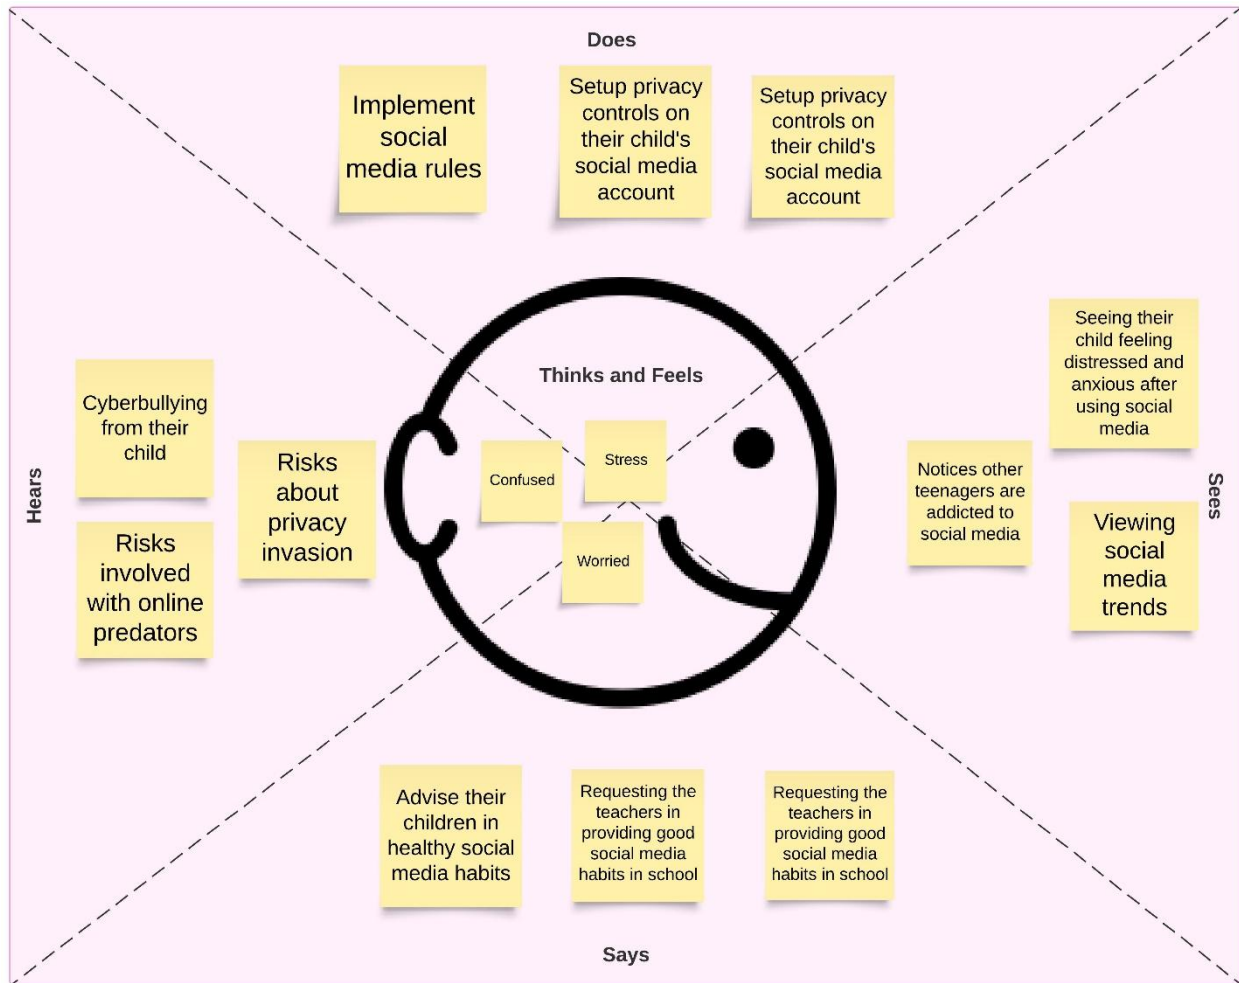 Does
Implement
social
media rules
Setup privacy
controls on
their child's
social media
account
Setup privacy
controls on
their child's
social media
account
Thinks and Feels
Confused
Stress
Worried
Hears
Cyberbullying
from their
child
Risks
about
privacy
invasion
Risks
involved
with online
predators
Seeing their
child feeling
distressed and
anxious after
using social
media
Notices other
teenagers are
addicted to
social media
Viewing
social
media
trends
Sees
Advise their
children in
healthy social
media habits
Requesting the
teachers in
providing good
social media
habits in school
Requesting the
teachers in
providing good
social media
habits in school
Says